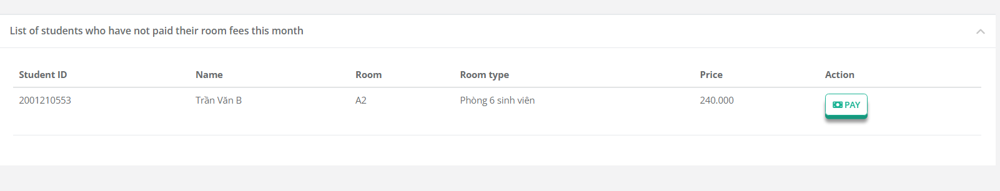 List of students who have not paid their room fees this month
Student ID Name Room Room type Price Action
2001210553 Trần Văn B A2 Phòng 6 sinh viên 240.000 PAY